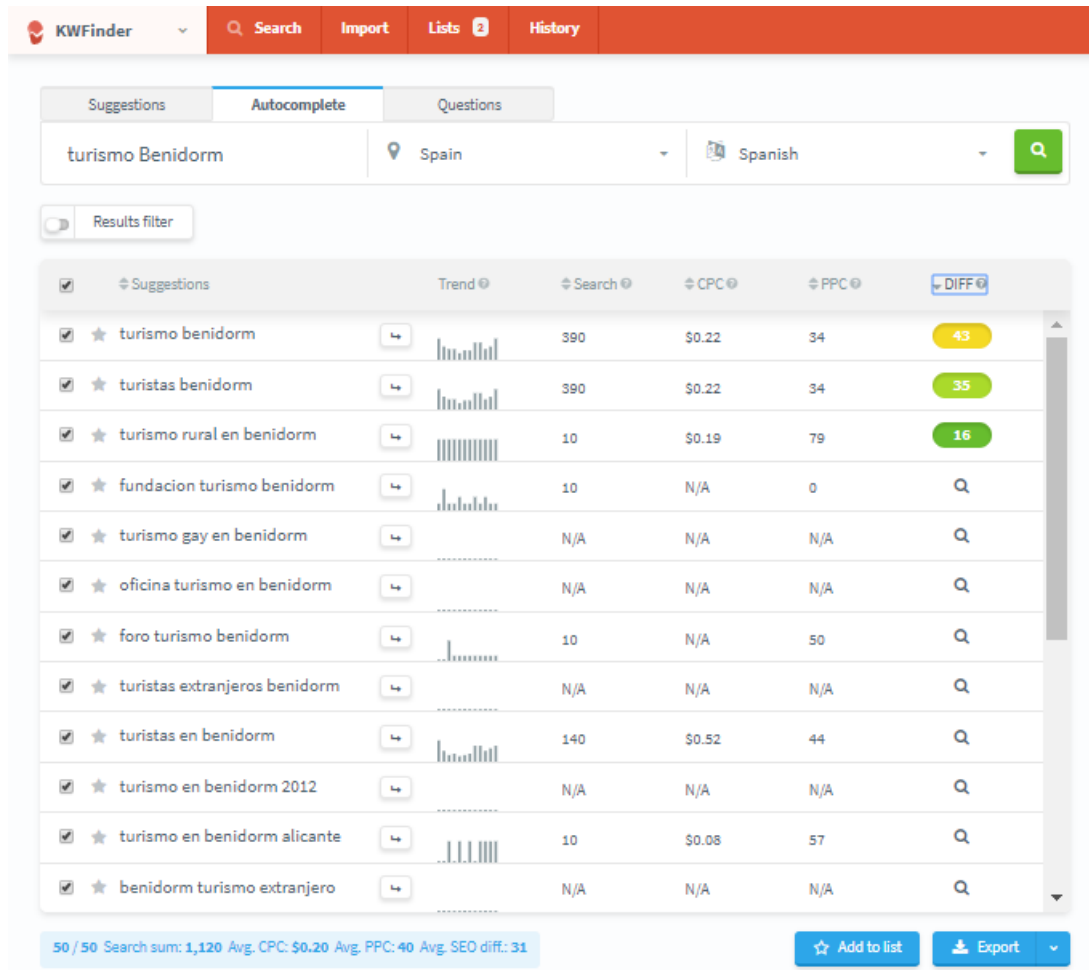 KWFinder Search Import Lists 2 History
Suggestions Autocomplete Questions
turismo Benidorm Spain Spanish
Results filter
Suggestions Trend Search CPC PPC DIFF
turismo benidorm 390 $0.22 34 43
turistas benidorm 390 $0.22 34 35
turismo rural en benidorm 10 $0.19 79 16
fundacion turismo benidorm 10 N/A 0
turismo gay en benidorm N/A N/A N/A
oficina turismo en benidorm N/A N/A N/A
foro turismo benidorm 10 N/A 50
turistas extranjeros benidorm N/A N/A N/A
turistas en benidorm 140 $0.52 44
turismo en benidorm 2012 N/A N/A N/A
turismo en benidorm alicante 10 $0.08 57
benidorm turismo extranjero N/A N/A N/A
50 / 50 Search sum: 1,120 Avg. CPC: $0.20 Avg. PPC: 40 Avg. SEO diff.: 31 Add to list Export